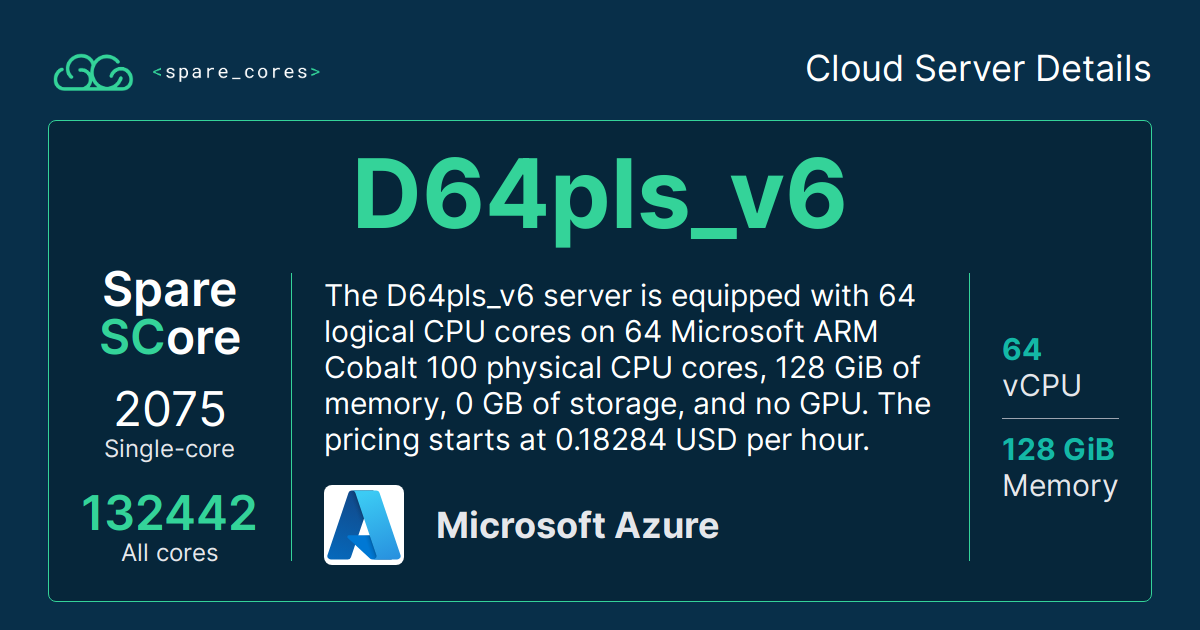 <spare_cores>
Cloud Server Details
D64pls_v6
Spare
SCore
2075
Single-core
132442
All cores
The D64pls_v6 server is equipped with 64
logical CPU cores on 64 Microsoft ARM
Cobalt 100 physical CPU cores, 128 GiB of
memory, 0 GB of storage, and no GPU. The
pricing starts at 0.18284 USD per hour.
Microsoft Azure
64
vCPU
128 GiB
Memory